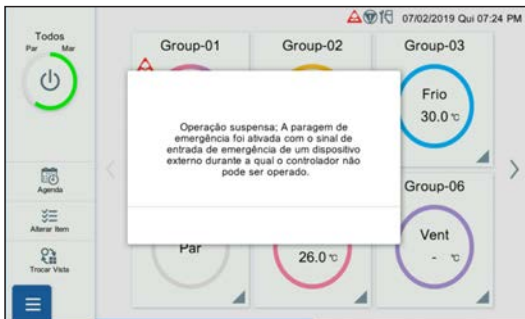 07/02/2019 Qui 07:24 PM
Todos
Par Mar
Agenda
Alterar Item
Trocar Vista
Group-01
Group-02
Group-03
Frio
30.0 °C
Operação suspensa; A paragem de
emergência foi ativada com o sinal de
entrada de emergência de um dispositivo
externo durante a qual o controlador não
pode ser operado.
Group-06
Par
26.0 °C
Vent
- °C